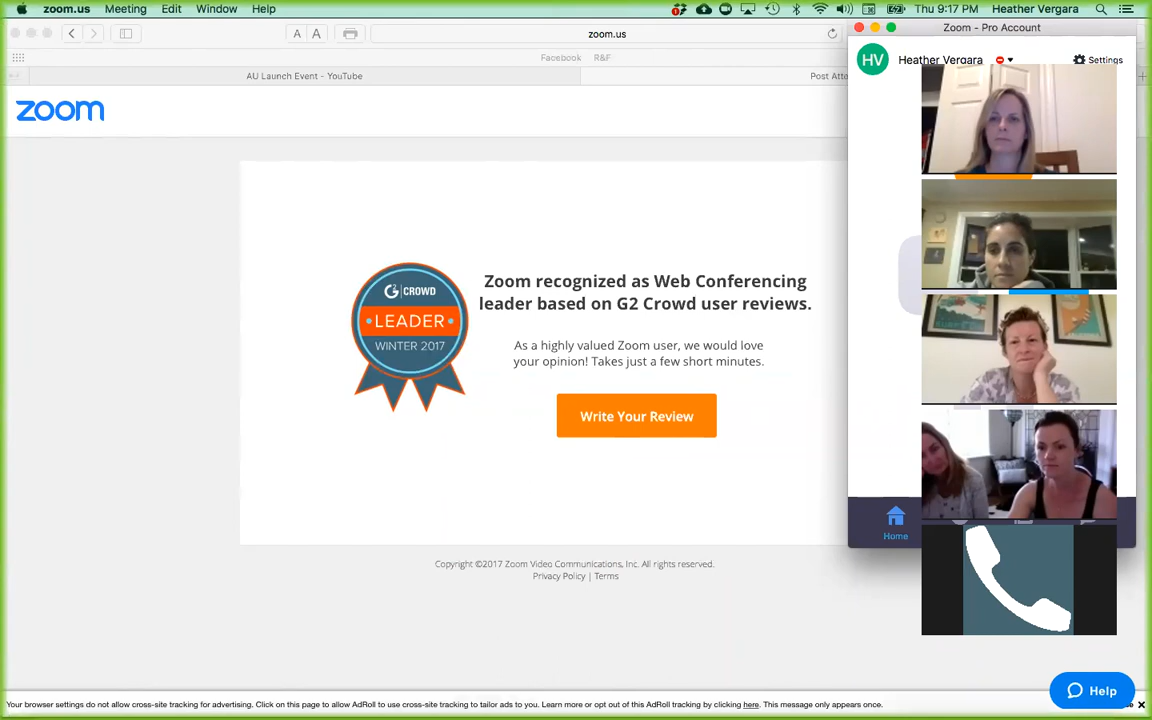 zoom.us Meeting Edit Window Help
Thu 9:17 PM Heather Vergara
A A
zoom.us
Zoom - Pro Account
Facebook R&F
HV Heather Vergara
Settings
AU Launch Event - YouTube
Post Atte
zoom
G2 CROWD
LEADER
WINTER 2017
Zoom recognized as Web Conferencing
leader based on G2 Crowd user reviews.
As a highly valued Zoom user, we would love
your opinion! Takes just a few short minutes.
Write Your Review
Home
Copyright ©2017 Zoom Video Communications, Inc. All rights reserved.
Privacy Policy | Terms
Help
Your browser settings do not allow cross-site tracking for advertising. Click on this page to allow AdRoll to use cross-site tracking to tailor ads to you. Learn more or opt out of this AdRoll tracking by clicking here. This message only appears once.